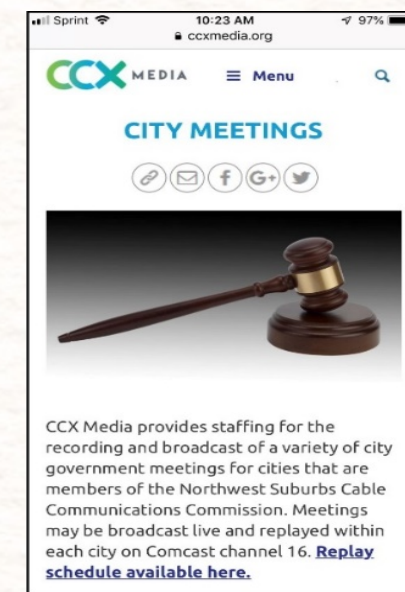 Sprint 10:23 AM 97%
ccxmedia.org
CCX MEDIA Menu
CITY MEETINGS
G+
CCX Media provides staffing for the
recording and broadcast of a variety of city
government meetings for cities that are
members of the Northwest Suburbs Cable
Communications Commission. Meetings
may be broadcast live and replayed within
each city on Comcast channel 16. Replay
schedule available here.